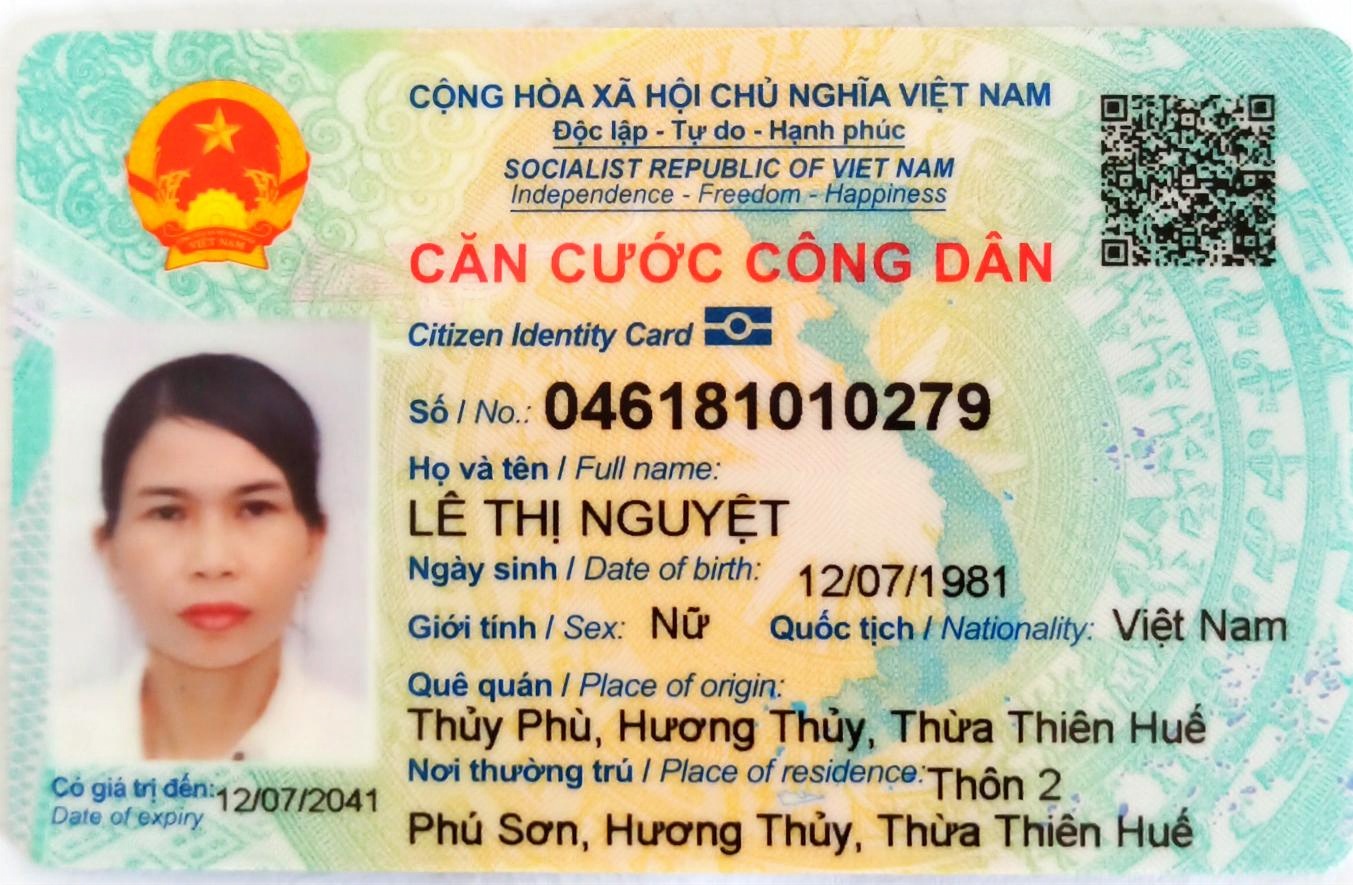 CỘNG HÒA XÃ HỘI CHỦ NGHĨA VIỆT NAM
Độc lập - Tự do - Hạnh phúc
SOCIALIST REPUBLIC OF VIET NAM
Independence - Freedom - Happiness
VIỆT NAM
CĂN CƯỚC CÔNG DÂN
Citizen Identity Card
Số / No.: 046181010279
Họ và tên / Full name:
LÊ THỊ NGUYỆT
Ngày sinh / Date of birth: 12/07/1981
Giới tính / Sex: Nữ Quốc tịch / Nationality: Việt Nam
Quê quán / Place of origin:
Thủy Phù, Hương Thủy, Thừa Thiên Huế
Nơi thường trú / Place of residence: Thôn 2
Phú Sơn, Hương Thủy, Thừa Thiên Huế
Có giá trị đến: 12/07/2041
Date of expiry